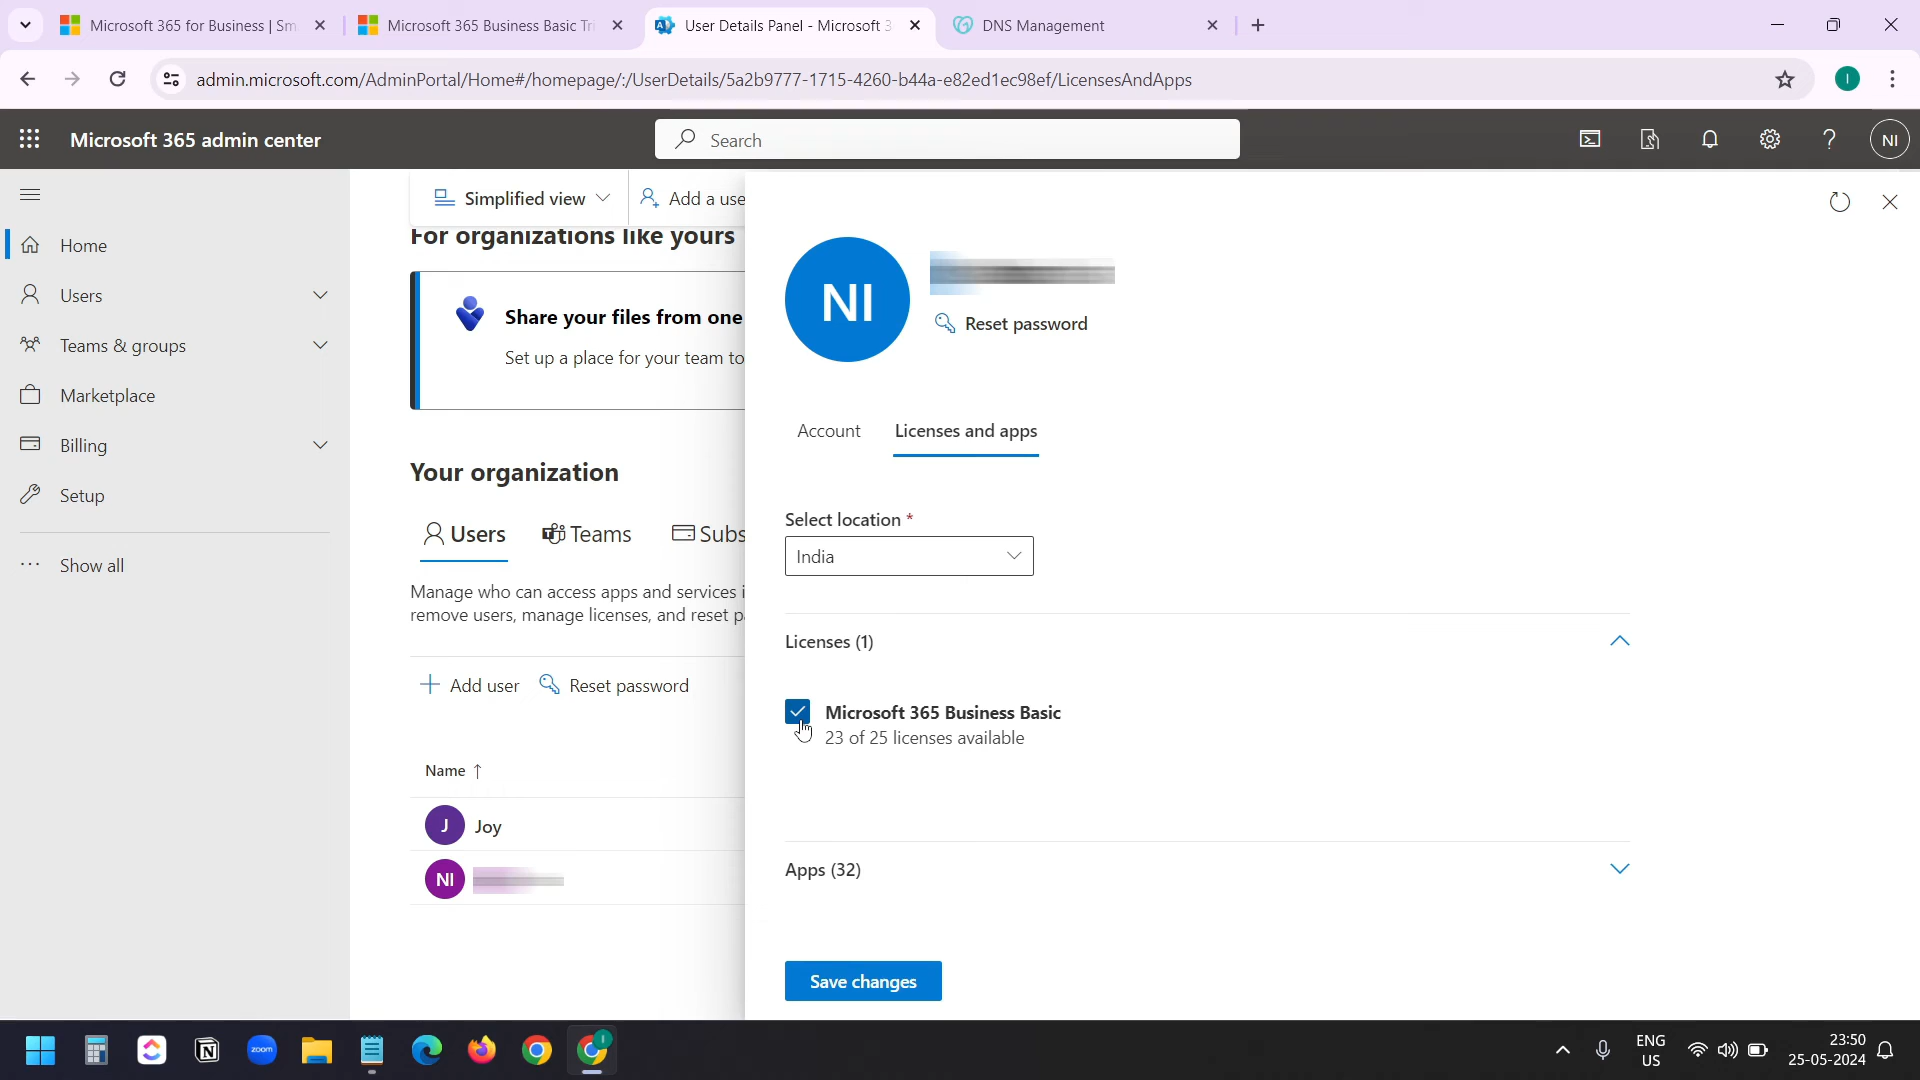 Microsoft 365 for Business | Sm
Microsoft 365 Business Basic Tri
User Details Panel - Microsoft 3
DNS Management
admin.microsoft.com/AdminPortal/Home#/homepage/:/UserDetails/5a2b9777-1715-4260-b44a-e82ed1ec98ef/LicensesAndApps
I
Microsoft 365 admin center
Search
NI
Home
Users
Teams & groups
Marketplace
Billing
Setup
Show all
Simplified view
Add a use
For organizations like yours
Share your files from one
Set up a place for your team to
Your organization
Users
Teams
Subs
Manage who can access apps and services i
remove users, manage licenses, and reset p
Add user
Reset password
Name ↑
J
Joy
NI
NI
Reset password
Account
Licenses and apps
Select location *
India
Licenses (1)
Microsoft 365 Business Basic
23 of 25 licenses available
Apps (32)
Save changes
zoom
I
ENG
US
23:50
25-05-2024